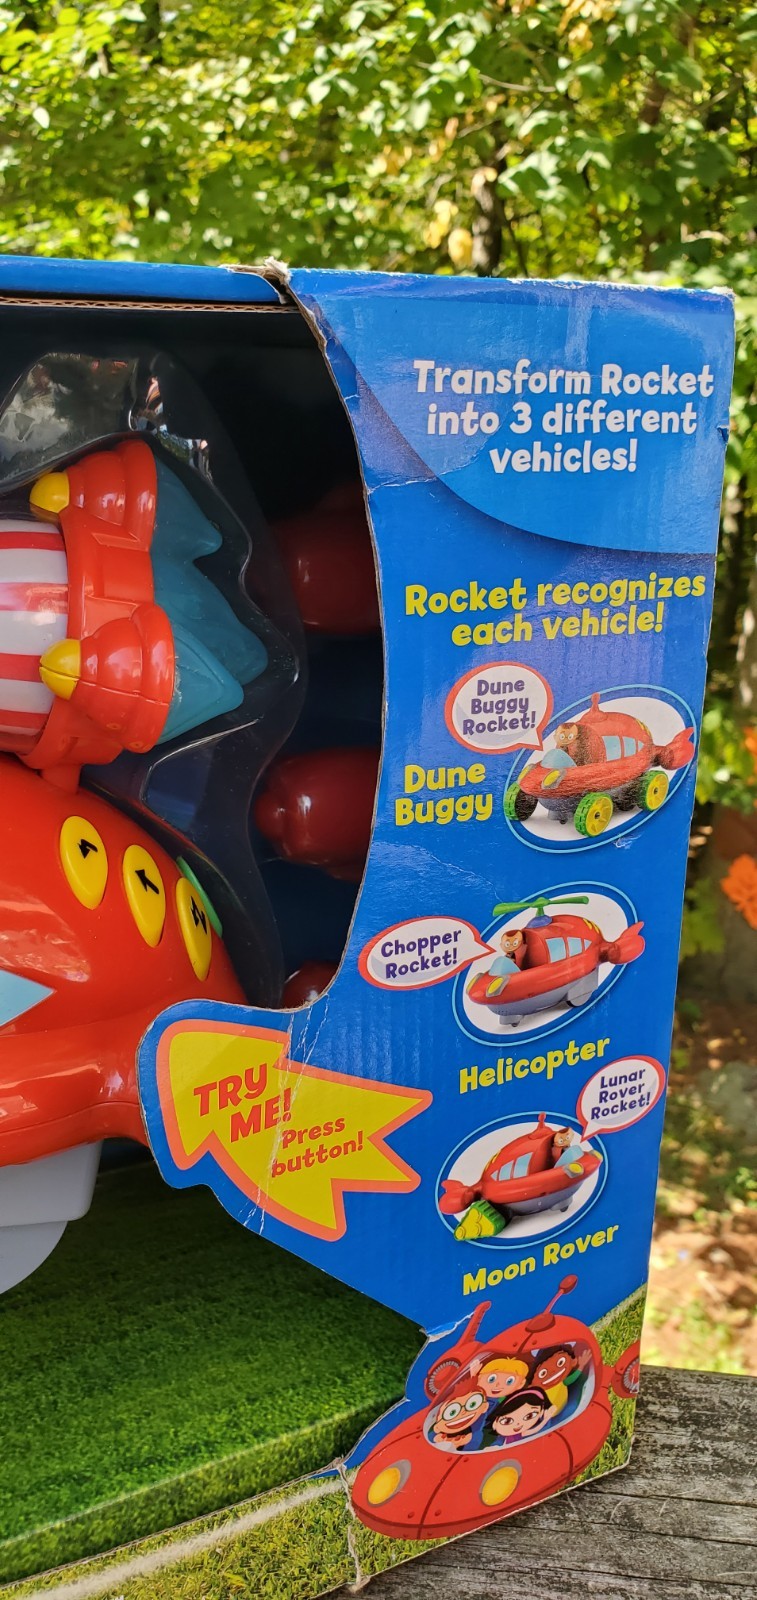 Transform Rocket
into 3 different
vehicles!
Rocket recognizes
each vehicle!
Dune
Buggy
Rocket!
Dune
Buggy
Chopper
Rocket!
Helicopter
Lunar
Rover
Rocket!
Moon Rover
TRY
ME!
Press
button!